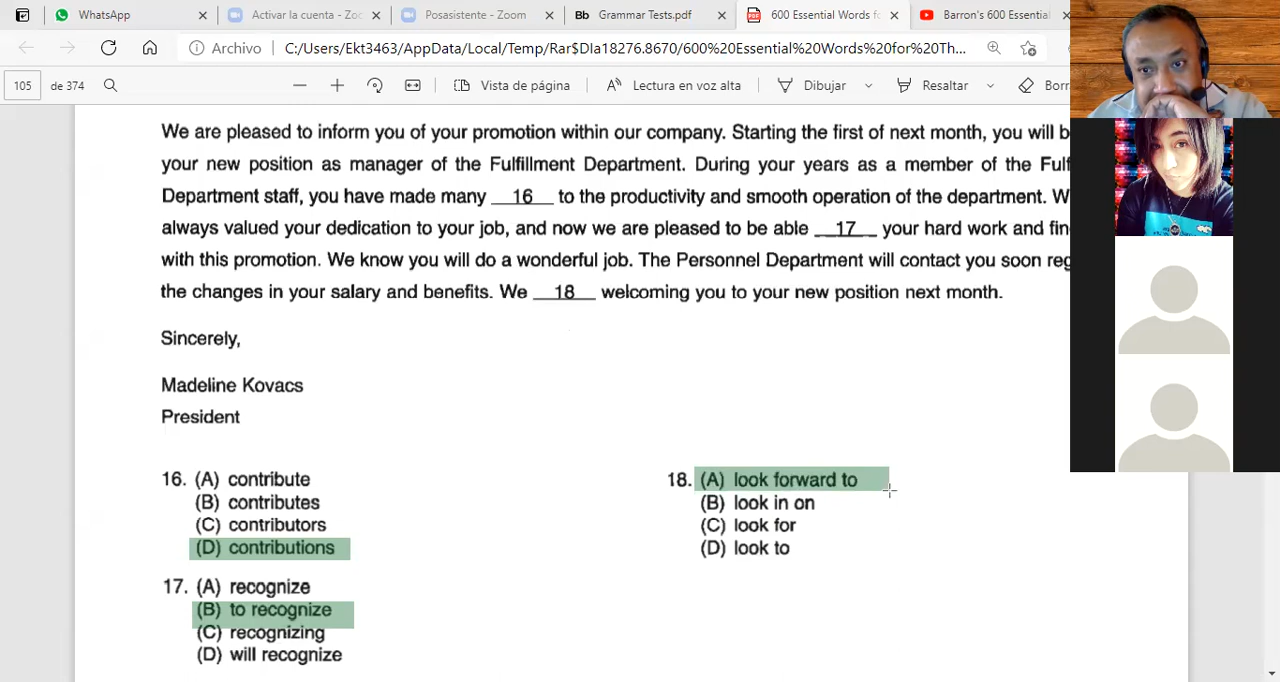 WhatsApp
Activar la cuenta - Zoc
Posasistente - Zoom
Bb Grammar Tests.pdf
600 Essential Words fo
Barron's 600 Essential
Archivo C:/Users/Ekt3463/AppData/Local/Temp/Rar$DIa18276.8670/600%20Essential%20Words%20for%20Th...
105 de 374
Vista de página
Lectura en voz alta
Dibujar
Resaltar
Borr
We are pleased to inform you of your promotion within our company. Starting the first of next month, you will b
your new position as manager of the Fulfillment Department. During your years as a member of the Fulf
Department staff, you have made many 16 to the productivity and smooth operation of the department. W
always valued your dedication to your job, and now we are pleased to be able 17 your hard work and fin
with this promotion. We know you will do a wonderful job. The Personnel Department will contact you soon reg
the changes in your salary and benefits. We 18 welcoming you to your new position next month.
Sincerely,
Madeline Kovacs
President
16. (A) contribute
(B) contributes
(C) contributors
(D) contributions
17. (A) recognize
(B) to recognize
(C) recognizing
(D) will recognize
18. (A) look forward to
(B) look in on
(C) look for
(D) look to